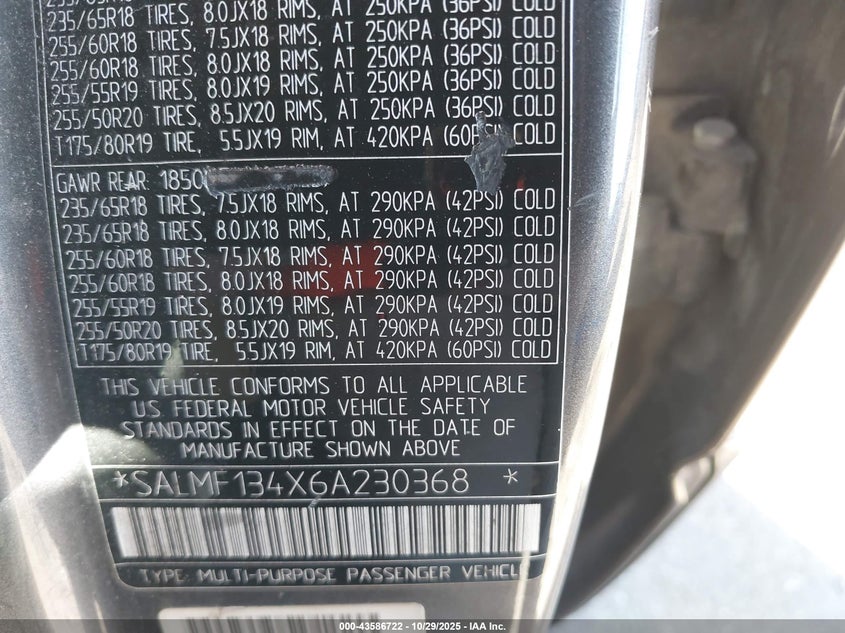 235/65R18 TIRES, 8.0JX18 RIMS, AT 250KPA (36PSI) COLD
255/60R18 TIRES, 7.5JX18 RIMS, AT 250KPA (36PSI) COLD
255/60R18 TIRES, 8.0JX18 RIMS, AT 250KPA (36PSI) COLD
255/55R19 TIRES, 8.0JX19 RIMS, AT 250KPA (36PSI) COLD
255/50R20 TIRES, 8.5JX20 RIMS, AT 250KPA (36PSI) COLD
T175/80R19 TIRE, 5.5JX19 RIM, AT 420KPA (60PSI) COLD
GAWR REAR: 1850
235/65R18 TIRES, 7.5JX18 RIMS, AT 290KPA (42PSI) COLD
235/65R18 TIRES, 8.0JX18 RIMS, AT 290KPA (42PSI) COLD
255/60R18 TIRES, 7.5JX18 RIMS, AT 290KPA (42PSI) COLD
255/60R18 TIRES, 8.0JX18 RIMS, AT 290KPA (42PSI) COLD
255/55R19 TIRES, 8.0JX19 RIMS, AT 290KPA (42PSI) COLD
255/50R20 TIRES, 8.5JX20 RIMS, AT 290KPA (42PSI) COLD
T175/80R19 TIRE, 5.5JX19 RIM, AT 420KPA (60PSI) COLD
THIS VEHICLE CONFORMS TO ALL APPLICABLE
US FEDERAL MOTOR VEHICLE SAFETY
STANDARDS IN EFFECT ON THE DATE OF
MANUFACTURE SHOWN ABOVE
*SALMF134X6A230368 *
TYPE: MULTI-PURPOSE PASSENGER VEHICLE
000-43586722 - 10/29/2025 - IAA Inc.